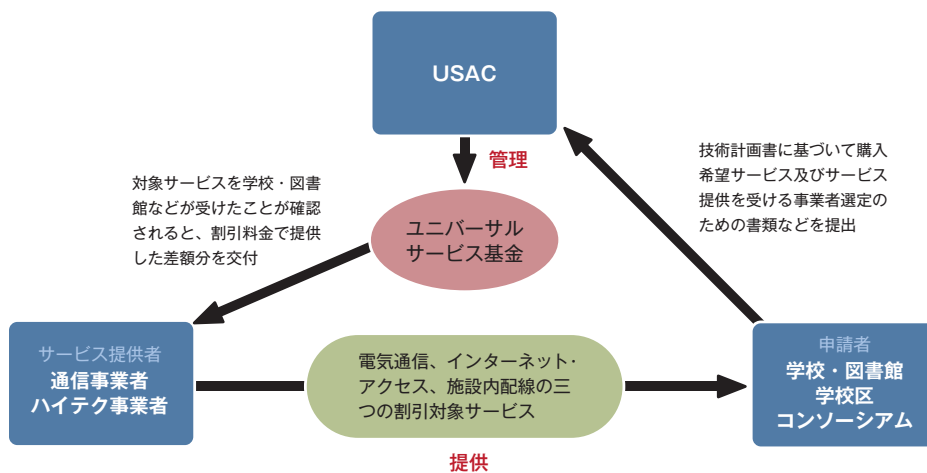 USAC
管理
技術計画書に基づいて購入
希望サービス及びサービス
提供を受ける事業者選定の
ための書類などを提出
対象サービスを学校・図書
館などが受けたことが確認
されると、割引料金で提供
した差額分を交付
ユニバーサル
サービス基金
サービス提供者
通信事業者
ハイテク事業者
電気通信、インターネット・
アクセス、施設内配線の三
つの割引対象サービス
申請者
学校・図書館
学校区
コンソーシアム
提供